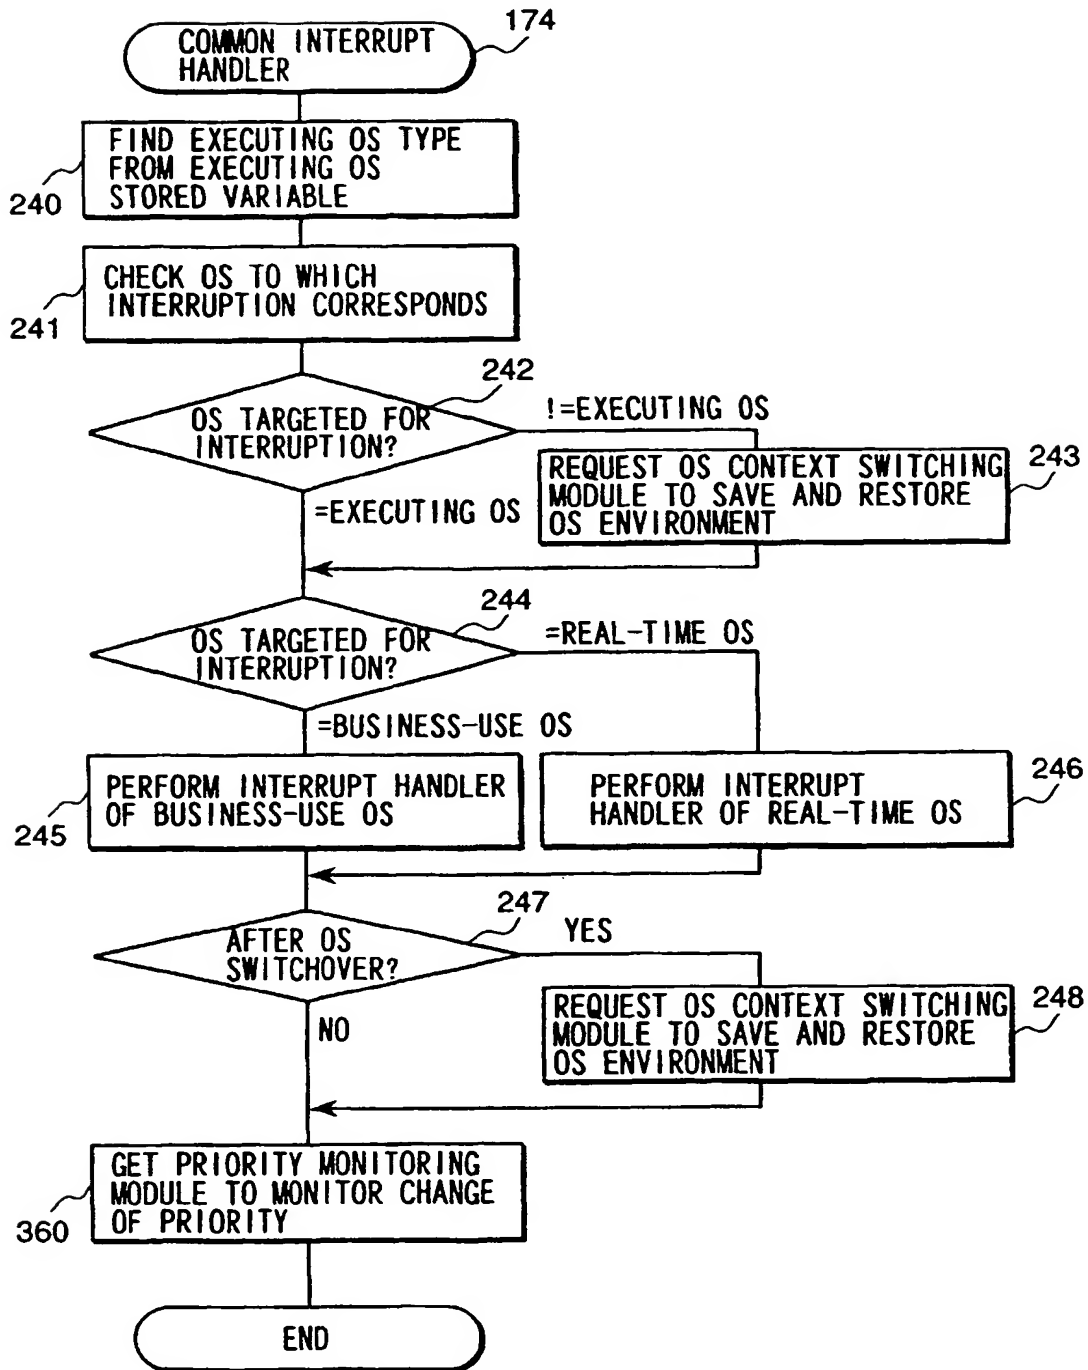 COMMON INTERRUPT
HANDLER
174
FIND EXECUTING OS TYPE
FROM EXECUTING OS
STORED VARIABLE
240
CHECK OS TO WHICH
INTERRUPTION CORRESPONDS
241
242
OS TARGETED FOR
INTERRUPTION?
!=EXECUTING OS
=EXECUTING OS
REQUEST OS CONTEXT SWITCHING
MODULE TO SAVE AND RESTORE
OS ENVIRONMENT
243
244
OS TARGETED FOR
INTERRUPTION?
=REAL-TIME OS
=BUSINESS-USE OS
PERFORM INTERRUPT HANDLER
OF BUSINESS-USE OS
245
PERFORM INTERRUPT
HANDLER OF REAL-TIME OS
246
247
AFTER OS
SWITCHOVER?
YES
NO
REQUEST OS CONTEXT SWITCHING
MODULE TO SAVE AND RESTORE
OS ENVIRONMENT
248
GET PRIORITY MONITORING
MODULE TO MONITOR CHANGE
OF PRIORITY
360
END